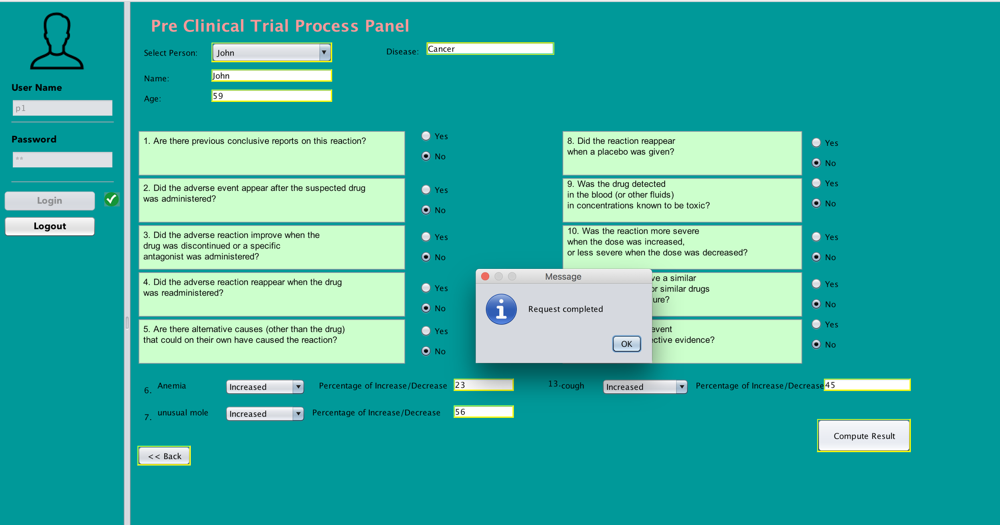 User Name
p1
Password
**
Login
Logout
Pre Clinical Trial Process Panel
Select Person:
John
Disease:
Cancer
Name:
John
Age:
59
1. Are there previous conclusive reports on this reaction?
Yes
No
2. Did the adverse event appear after the suspected drug
was administered?
Yes
No
3. Did the adverse reaction improve when the
drug was discontinued or a specific
antagonist was administered?
Yes
No
4. Did the adverse reaction reappear when the drug
was readministered?
Yes
No
5. Are there alternative causes (other than the drug)
that could on their own have caused the reaction?
Yes
No
8. Did the reaction reappear
when a placebo was given?
Yes
No
9. Was the drug detected
in the blood (or other fluids)
in concentrations known to be toxic?
Yes
No
10. Was the reaction more severe
when the dose was increased,
or less severe when the dose was decreased?
Yes
No
a similar
or similar drugs
Yes
No
event
evidence?
Yes
No
Message
Request completed
OK
6. Anemia
Increased
Percentage of Increase/Decrease
23
7. unusual mole
Increased
Percentage of Increase/Decrease
56
13. cough
Increased
Percentage of Increase/Decrease
45
Compute Result
<< Back